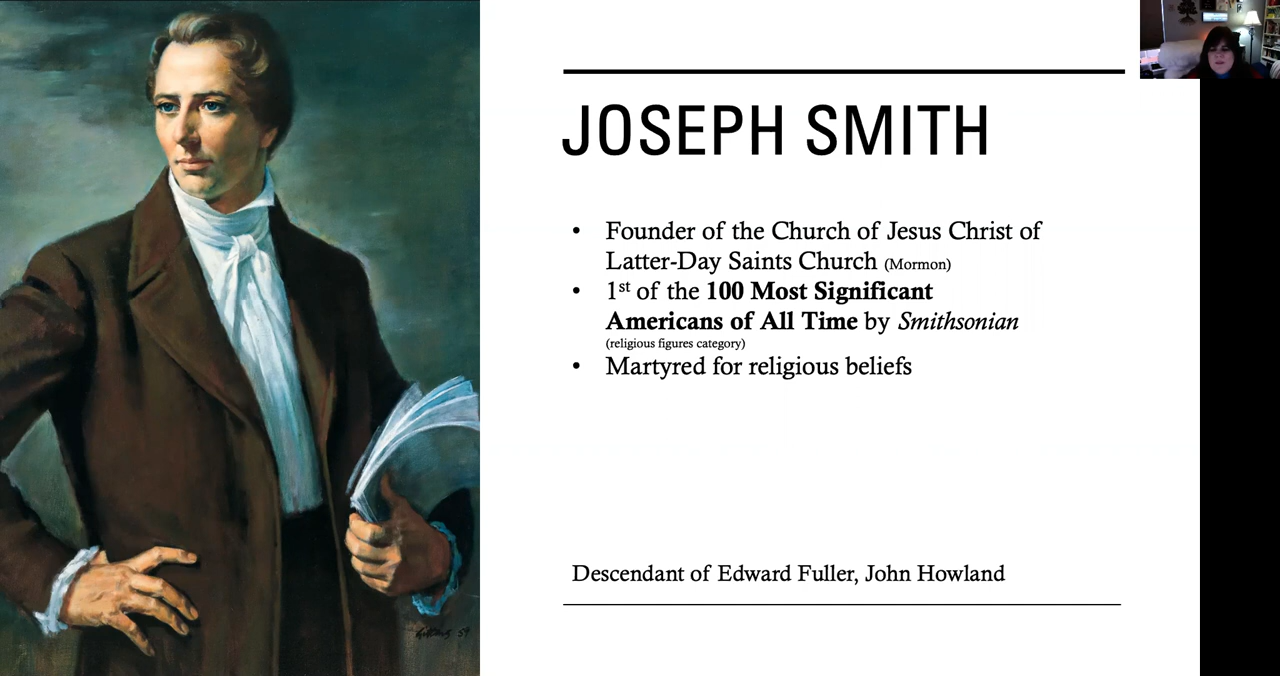 JOSEPH SMITH
• Founder of the Church of Jesus Christ of
Latter-Day Saints Church (Mormon)
• 1st of the 100 Most Significant
Americans of All Time by Smithsonian
(religious figures category)
• Martyred for religious beliefs
Descendant of Edward Fuller, John Howland